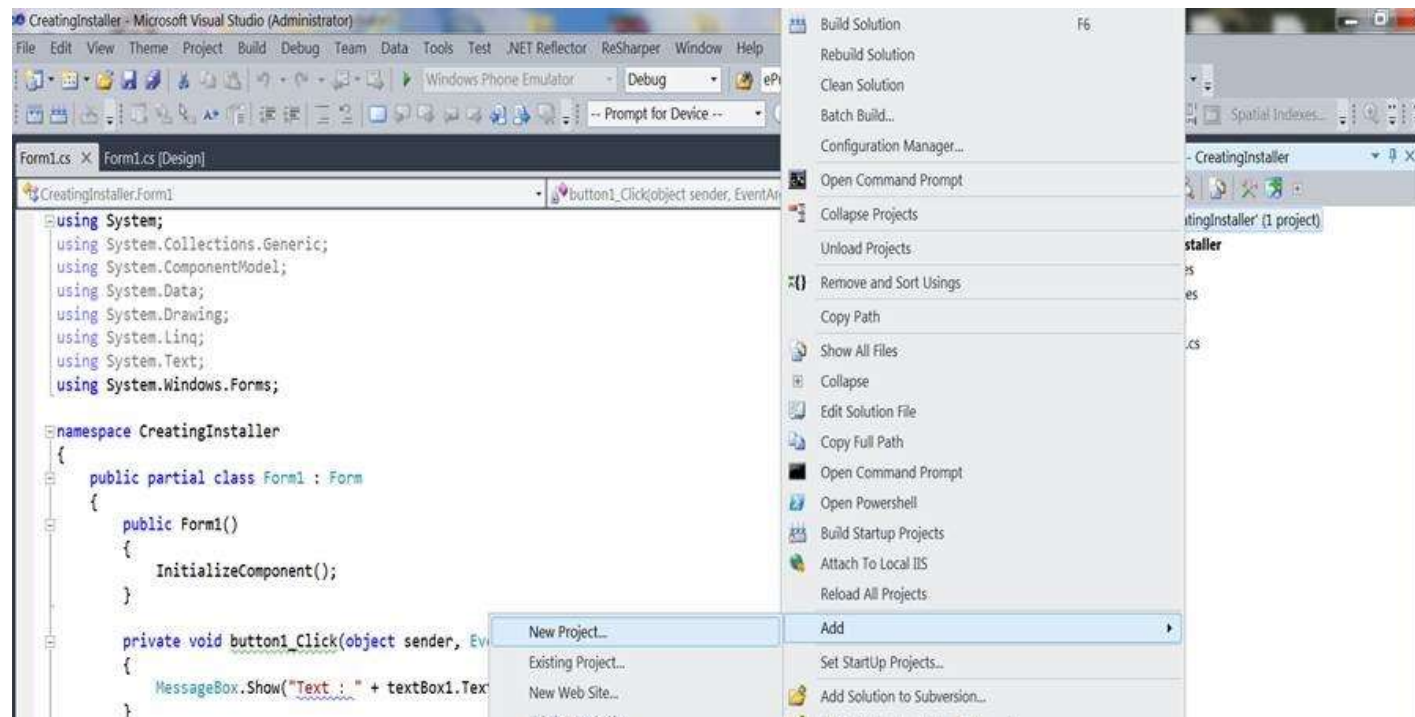 CreatingInstaller - Microsoft Visual Studio (Administrator)
File Edit View Theme Project Build Debug Team Data Tools Test .NET Reflector ReSharper Window Help
Windows Phone Emulator Debug
-- Prompt for Device --
Spatial Indexes...
Form1.cs Form1.cs [Design]
CreatingInstaller.Form1
button1_Click(object sender, EventAr
using System;
using System.Collections.Generic;
using System.ComponentModel;
using System.Data;
using System.Drawing;
using System.Linq;
using System.Text;
using System.Windows.Forms;
namespace CreatingInstaller
{
public partial class Form1 : Form
{
public Form1()
{
InitializeComponent();
}
private void button1_Click(object sender, Ev
{
MessageBox.Show("Text : " + textBox1.Tex
}
Build Solution F6
Rebuild Solution
Clean Solution
Batch Build...
Configuration Manager...
Open Command Prompt
Collapse Projects
Unload Projects
Remove and Sort Usings
Copy Path
Show All Files
Collapse
Edit Solution File
Copy Full Path
Open Command Prompt
Open Powershell
Build Startup Projects
Attach To Local IIS
Reload All Projects
Add
Set StartUp Projects...
Add Solution to Subversion...
New Project...
Existing Project...
New Web Site...
- CreatingInstaller
tingInstaller' (1 project)
staller
es
es
.cs